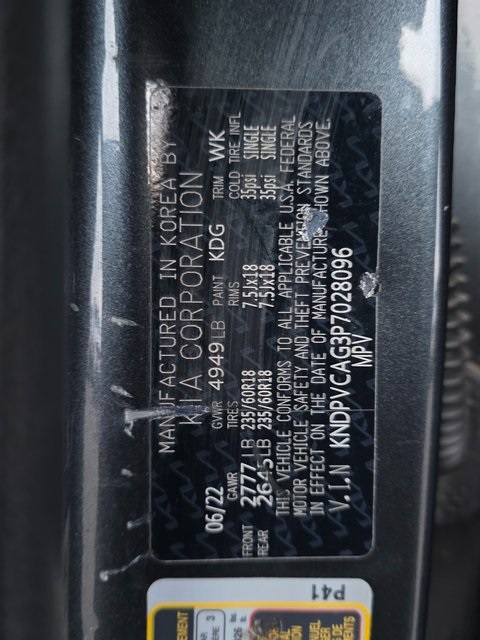 MANUFACTURED IN KOREA BY
KIA CORPORATION
06/22 GVWR 4949 LB PAINT KDG TRIM WK
GAWR TIRES RIMS COLD TIRE INFL
FRONT 2777 LB 235/60R18 7.5Jx18 35psi SINGLE
REAR 2645 LB 235/60R18 7.5Jx18 35psi SINGLE
THIS VEHICLE CONFORMS TO ALL APPLICABLE U.S.A. FEDERAL
MOTOR VEHICLE SAFETY AND THEFT PREVENTION STANDARDS
IN EFFECT ON THE DATE OF MANUFACTURE SHOWN ABOVE.
V.I.N KNDPVCAG3P7028096
MPV
P41